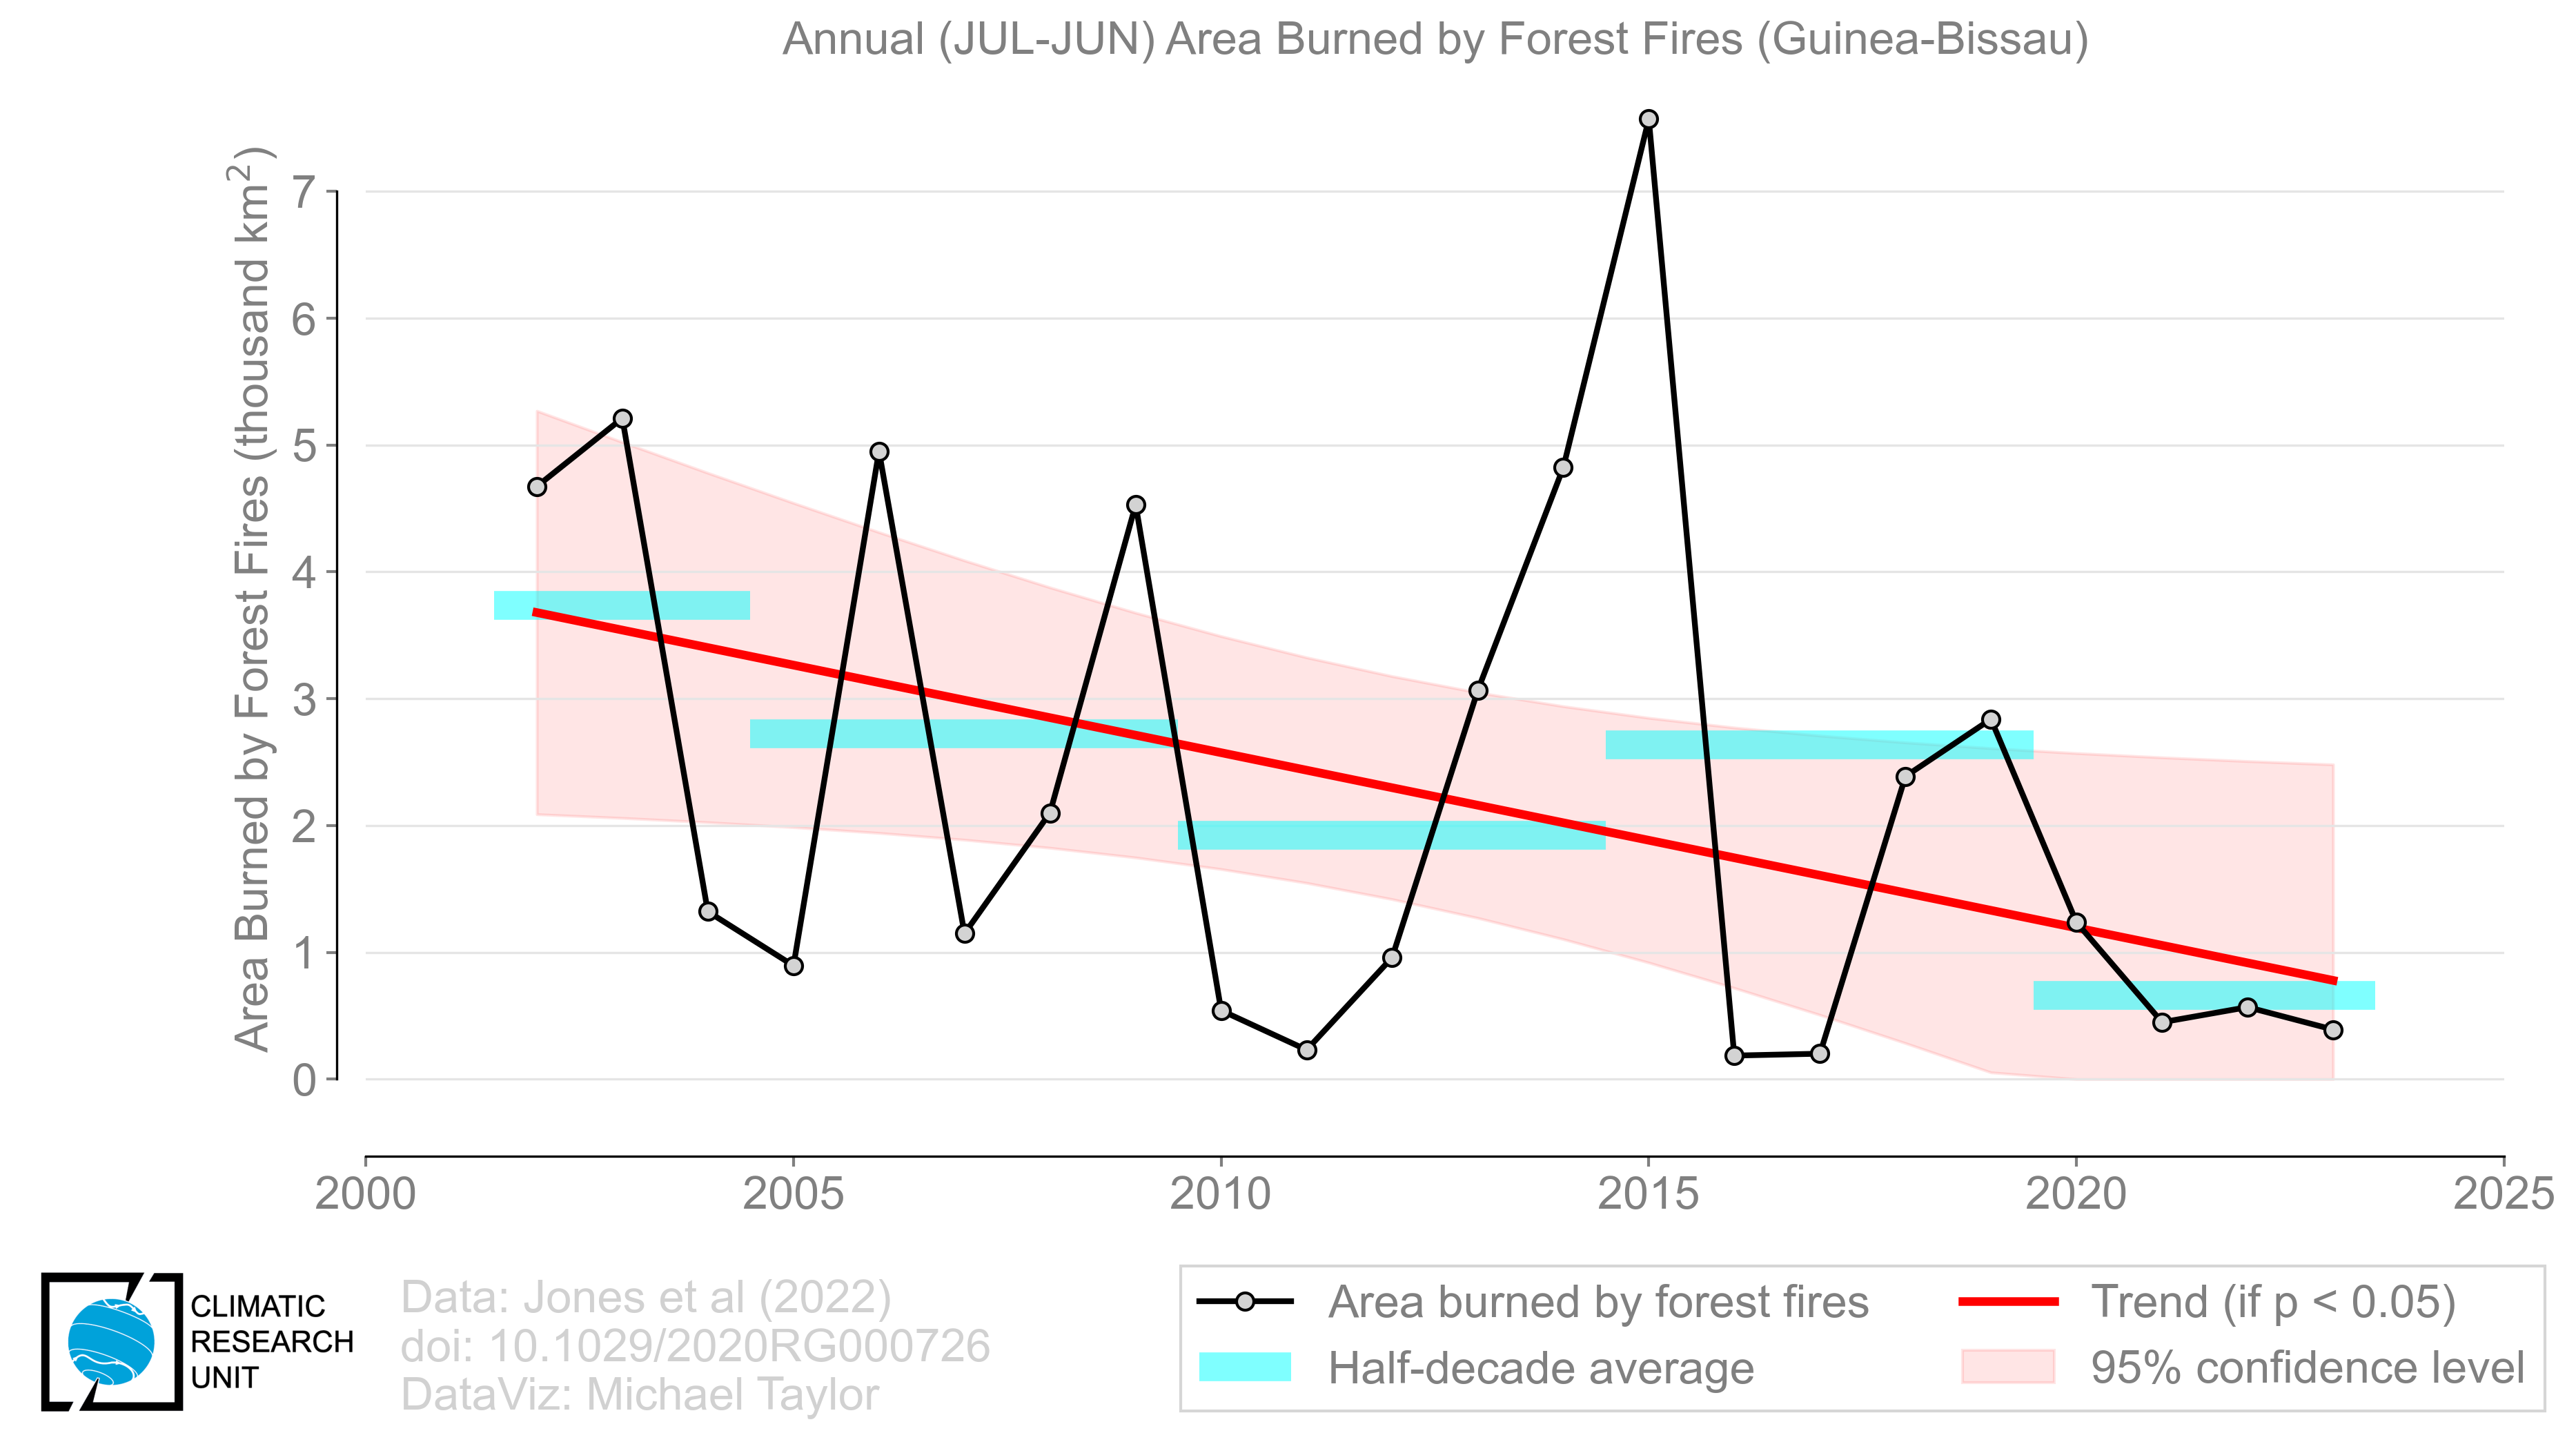 Annual (JUL-JUN) Area Burned by Forest Fires (Guinea-Bissau)
Area Burned by Forest Fires (thousand km²)
7
6
5
4
3
2
1
0
2000 2005 2010 2015 2020 2025
CLIMATIC
RESEARCH
UNIT
Data: Jones et al (2022)
doi: 10.1029/2020RG000726
DataViz: Michael Taylor
Area burned by forest fires
Half-decade average
Trend (if p < 0.05)
95% confidence level